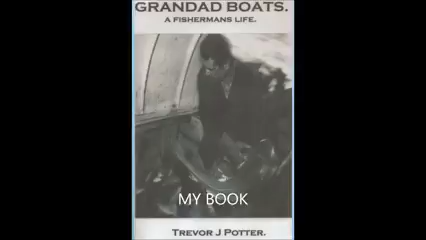 GRANDAD BOATS.
A FISHERMANS LIFE.
MY BOOK
TREVOR J POTTER.